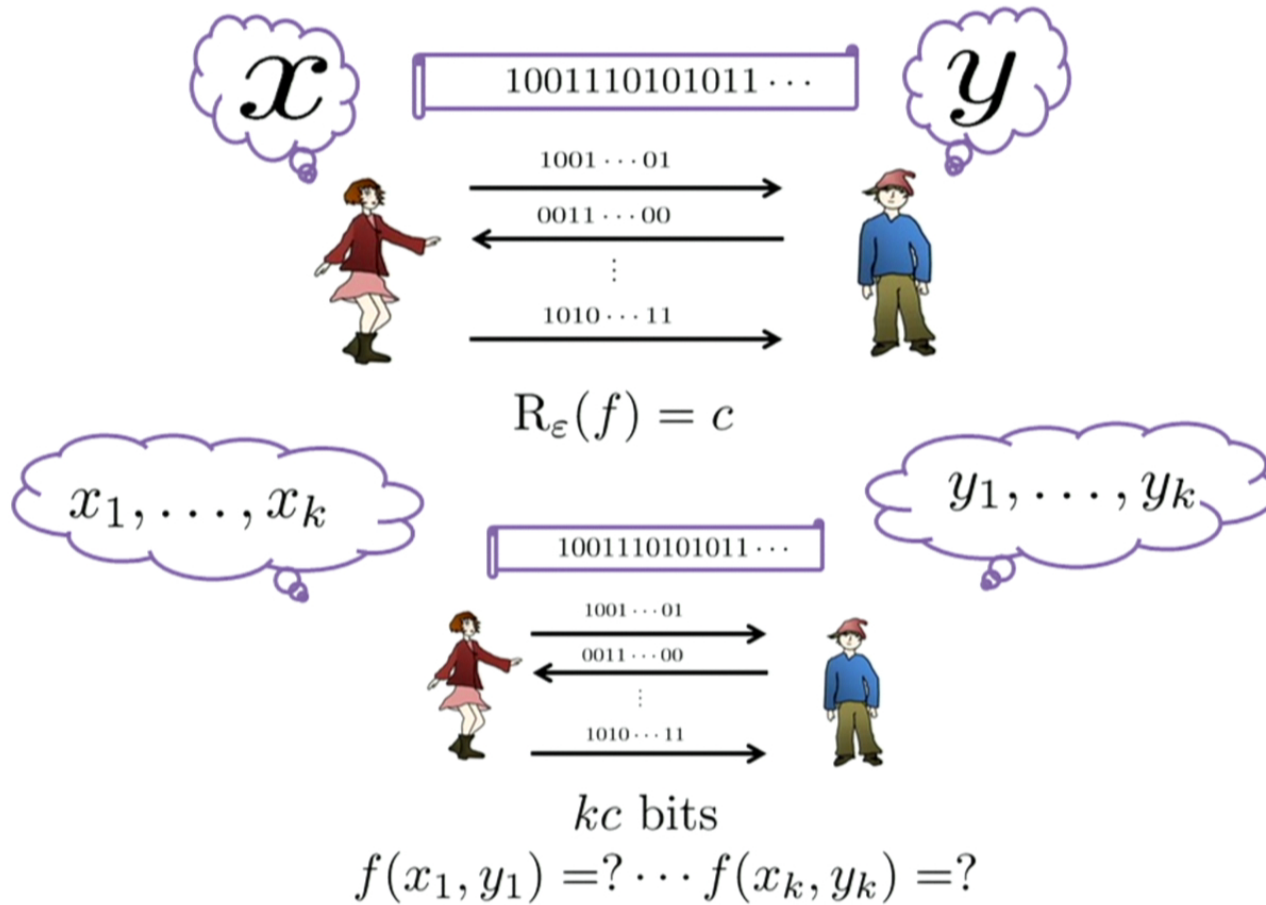 x
1001110101011 ⋯
y
1001 ⋯ 01
0011 ⋯ 00
⋮
1010 ⋯ 11
R_ε(f) = c
x_1, …, x_k
y_1, …, y_k
1001110101011 ⋯
1001 ⋯ 01
0011 ⋯ 00
⋮
1010 ⋯ 11
kc bits
f(x_1, y_1) =? ⋯ f(x_k, y_k) =?